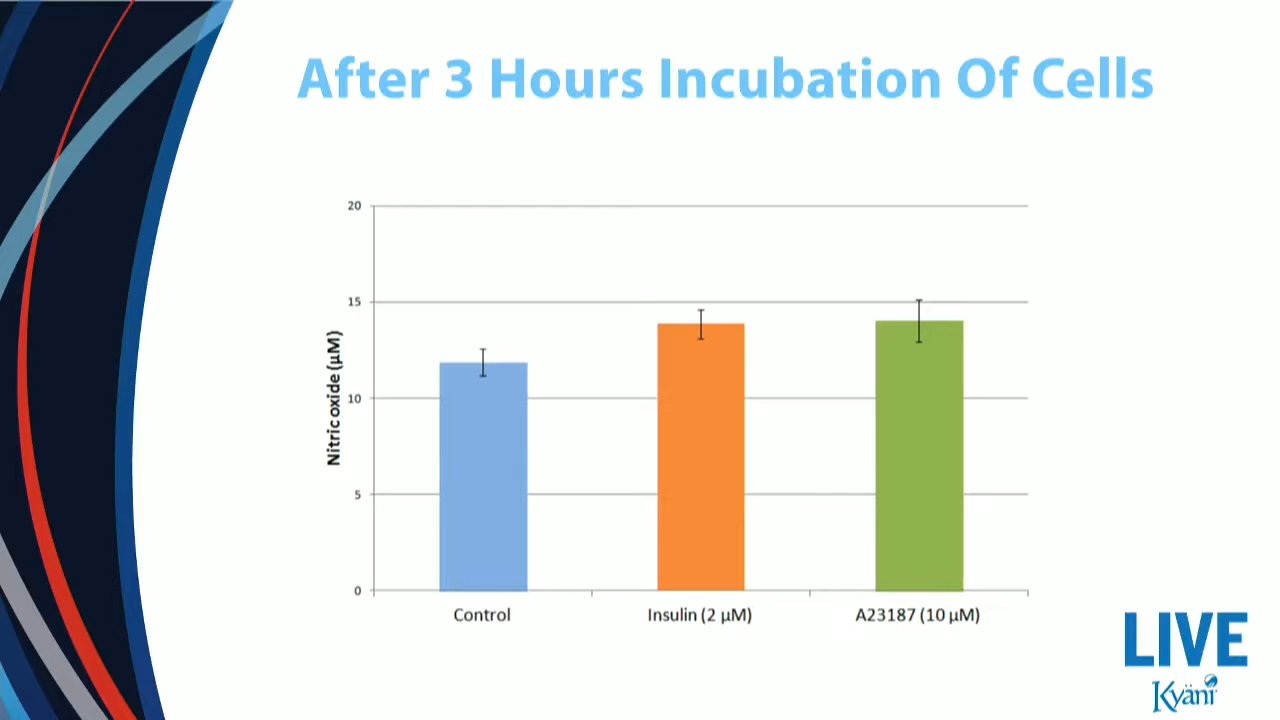 After 3 Hours Incubation Of Cells
20
15
10
5
0
Nitric oxide (µM)
Control
Insulin (2 µM)
A23187 (10 µM)
LIVE
Kyäni